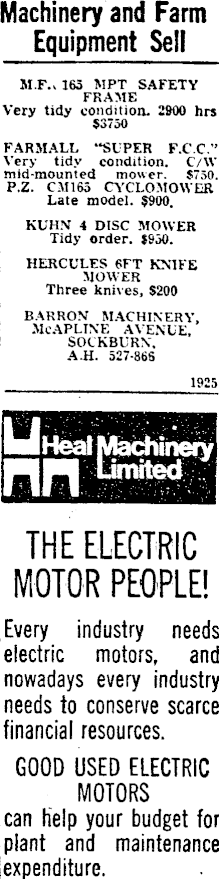 Machinery and Farm
Equipment Sell
M.F. 165 MPT SAFETY
FRAME
Very tidy condition. 2900 hrs
$3750
FARMALL "SUPER F.C.C."
Very tidy condition. C/W
mid-mounted mower. $750.
P.Z. CM165 CYCLOMOWER
Late model. $900.
KUHN 4 DISC MOWER
Tidy order. $950.
HERCULES 6FT KNIFE
MOWER
Three knives, $200
BARRON MACHINERY,
McAPLINE AVENUE,
SOCKBURN,
A.H. 527-866
1925
Heal Machinery
Limited
THE ELECTRIC
MOTOR PEOPLE!
Every industry needs
electric motors, and
nowadays every industry
needs to conserve scarce
financial resources.
GOOD USED ELECTRIC
MOTORS
can help your budget for
plant and maintenance
expenditure.